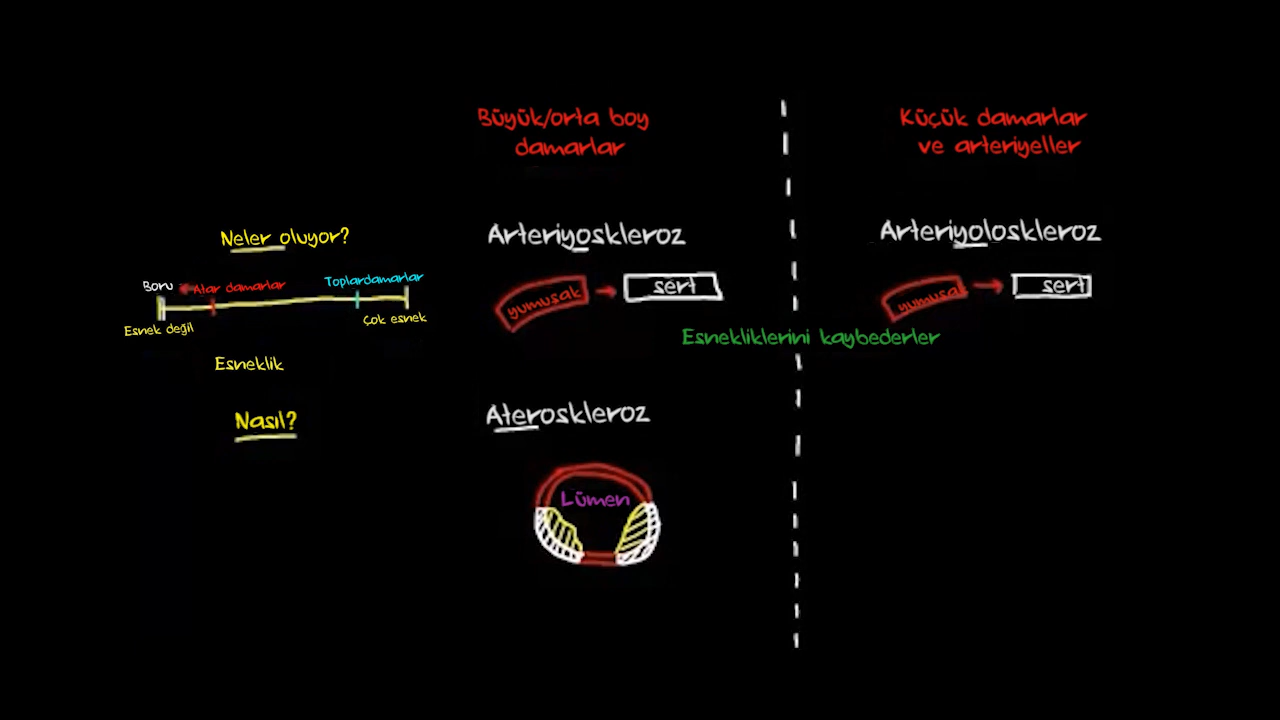 Büyük/orta boy
damarlar
Küçük damarlar
ve arteriyeller
Neler oluyor?
Arteriyoskleroz
Arteriyoloskleroz
Boru
Atar damarlar
Toplardamarlar
yumuşak
sert
yumuşak
sert
Esnek değil
Çok esnek
Esnekliklerini kaybederler
Esneklik
Nasıl?
Ateroskleroz
Lümen